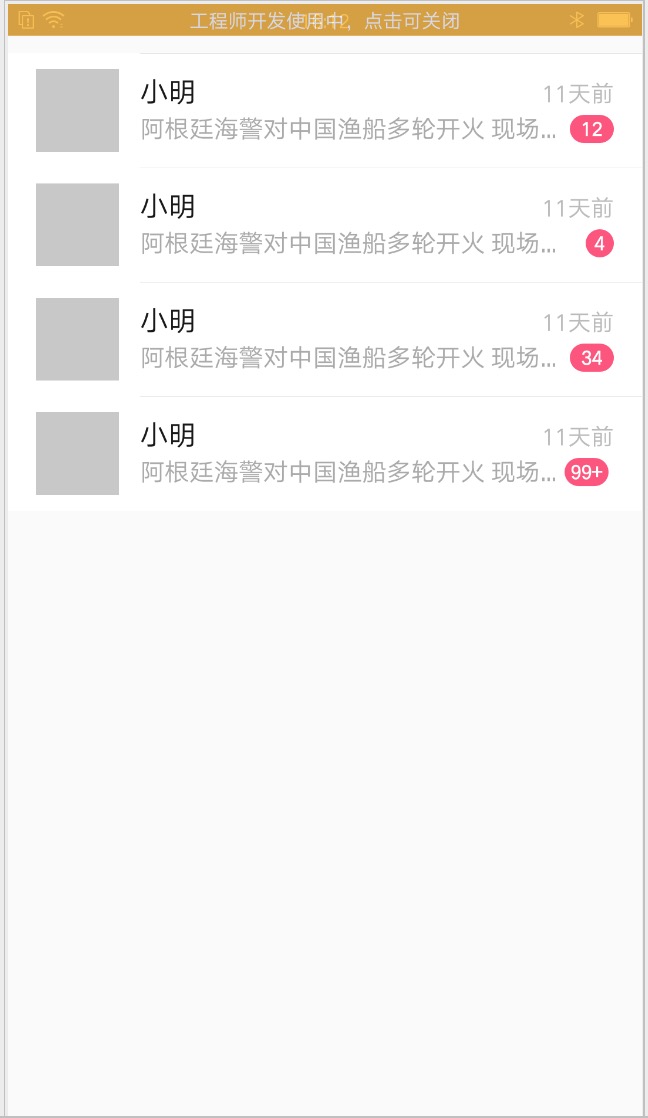 工程师开发使用中，点击可关闭
小明
11天前
阿根廷海警对中国渔船多轮开火 现场...
12
小明
11天前
阿根廷海警对中国渔船多轮开火 现场...
4
小明
11天前
阿根廷海警对中国渔船多轮开火 现场...
34
小明
11天前
阿根廷海警对中国渔船多轮开火 现场...
99+